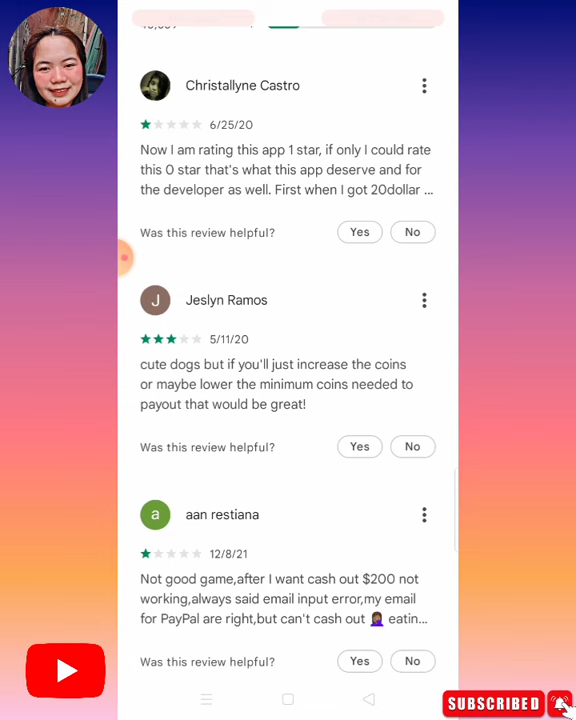 Christallyne Castro
6/25/20
Now I am rating this app 1 star, if only I could rate
this 0 star that's what this app deserve and for
the developer as well. First when I got 20dollar ...
Was this review helpful?
Yes
No
J
Jeslyn Ramos
5/11/20
cute dogs but if you'll just increase the coins
or maybe lower the minimum coins needed to
payout that would be great!
Was this review helpful?
Yes
No
a
aan restiana
12/8/21
Not good game,after I want cash out $200 not
working,always said email input error,my email
for PayPal are right,but can't cash out 🤦🏾‍♀️ eatin...
Was this review helpful?
Yes
No
SUBSCRIBED